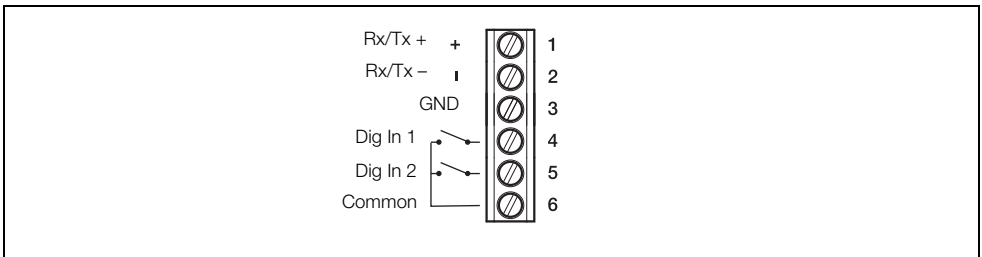 Rx/Tx + + 1
Rx/Tx – – 2
GND 3
Dig In 1 4
Dig In 2 5
Common 6